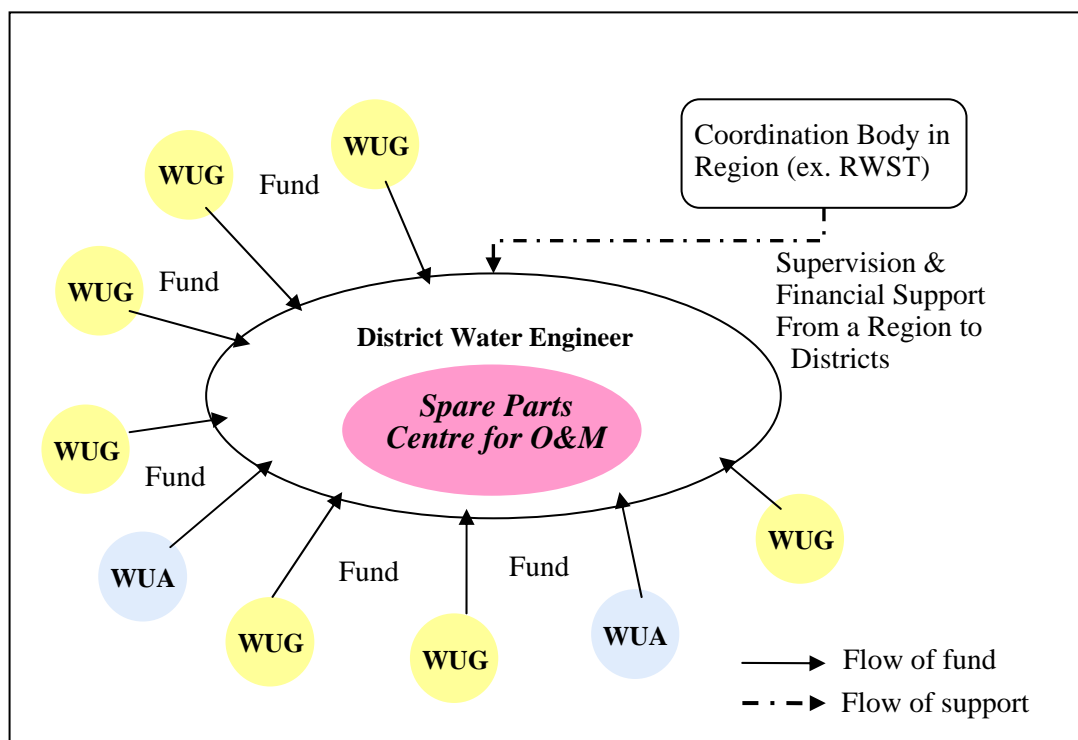 WUG
Fund
WUG
Coordination Body in
Region (ex. RWST)
WUG
Fund
Supervision &
Financial Support
From a Region to
Districts
District Water Engineer
Spare Parts
Centre for O&M
WUG
Fund
WUA
WUG
Fund
WUG
Fund
WUA
WUG
Flow of fund
Flow of support